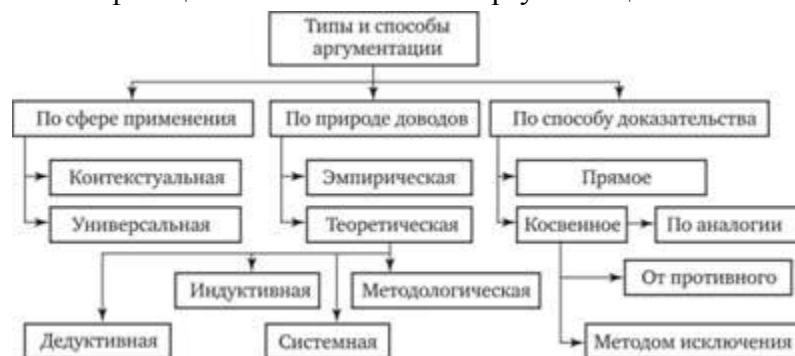 Типы и способы
аргументации
По сфере применения
По природе доводов
По способу доказательства
Контекстуальная
Эмпирическая
Прямое
Универсальная
Теоретическая
Косвенное
По аналогии
Индуктивная
Методологическая
От противного
Дедуктивная
Системная
Методом исключения